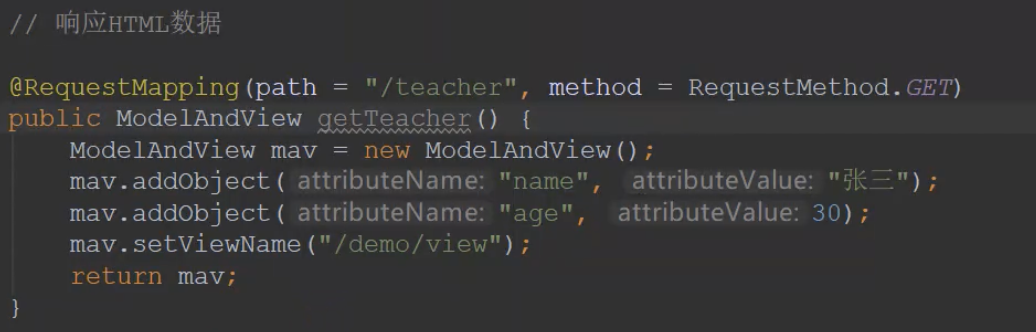 // 响应HTML数据
@RequestMapping(path = "/teacher", method = RequestMethod.GET)
public ModelAndView getTeacher() {
ModelAndView mav = new ModelAndView();
mav.addObject( attributeName: "name", attributeValue: "张三");
mav.addObject( attributeName: "age", attributeValue: 30);
mav.setViewName("/demo/view");
return mav;
}